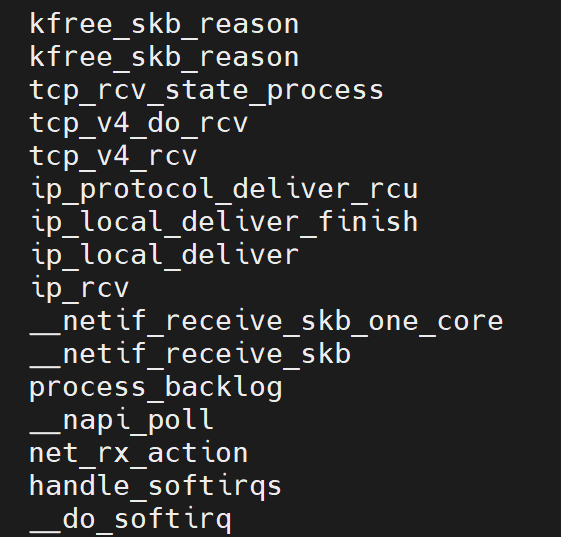 kfree_skb_reason
kfree_skb_reason
tcp_rcv_state_process
tcp_v4_do_rcv
tcp_v4_rcv
ip_protocol_deliver_rcu
ip_local_deliver_finish
ip_local_deliver
ip_rcv
__netif_receive_skb_one_core
__netif_receive_skb
process_backlog
__napi_poll
net_rx_action
handle_softirqs
__do_softirq